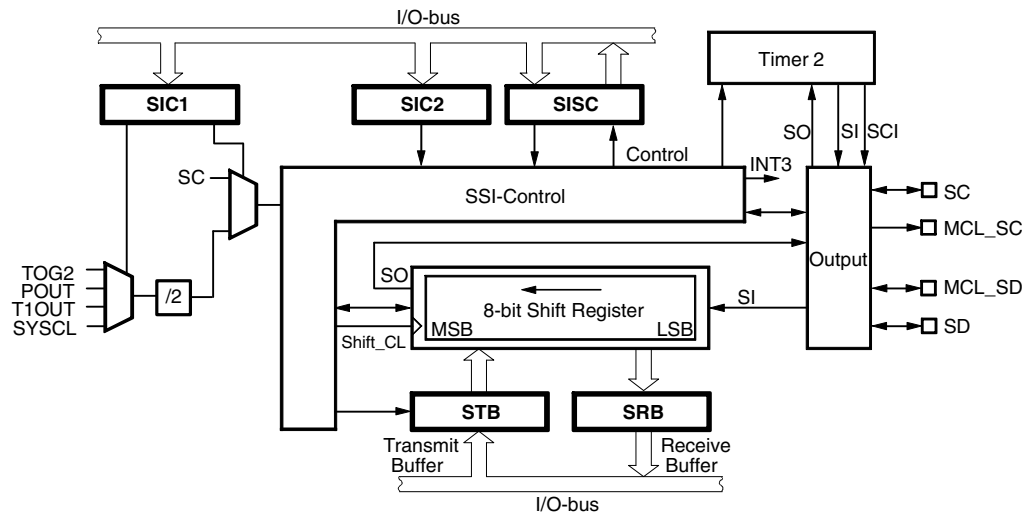 I/O-bus
Timer 2
SIC1
SIC2
SISC
SO
SI
SCI
Control
INT3
SC
SSI-Control
SC
MCL_SC
Output
TOG2
POUT
T1OUT
SYSCL
/2
SO
8-bit Shift Register
MSB
LSB
SI
MCL_SD
SD
Shift_CL
STB
SRB
Transmit
Buffer
Receive
Buffer
I/O-bus